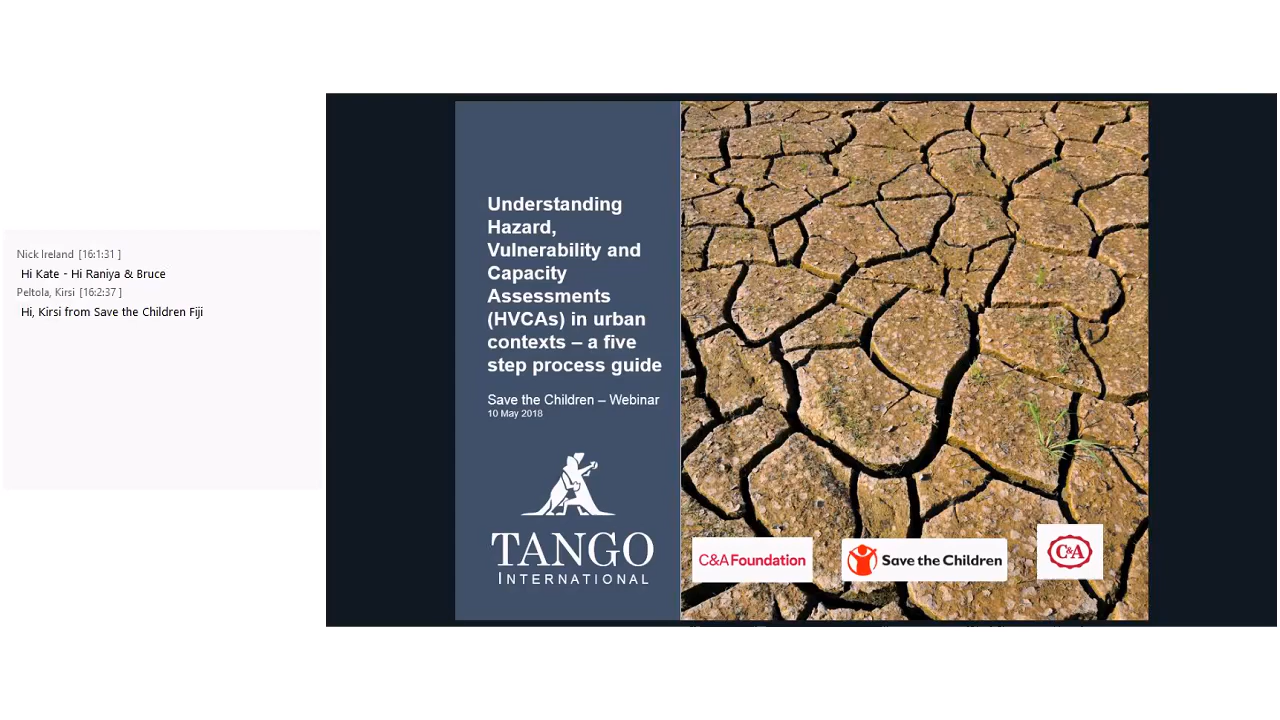 Nick Ireland [16:1:31 ]
Hi Kate - Hi Raniya & Bruce
Peltola, Kirsi [16:2:37 ]
Hi, Kirsi from Save the Children Fiji
Understanding
Hazard,
Vulnerability and
Capacity
Assessments
(HVCAs) in urban
contexts – a five
step process guide
Save the Children – Webinar
10 May 2018
TANGO
INTERNATIONAL
C&A Foundation
Save the Children
C&A